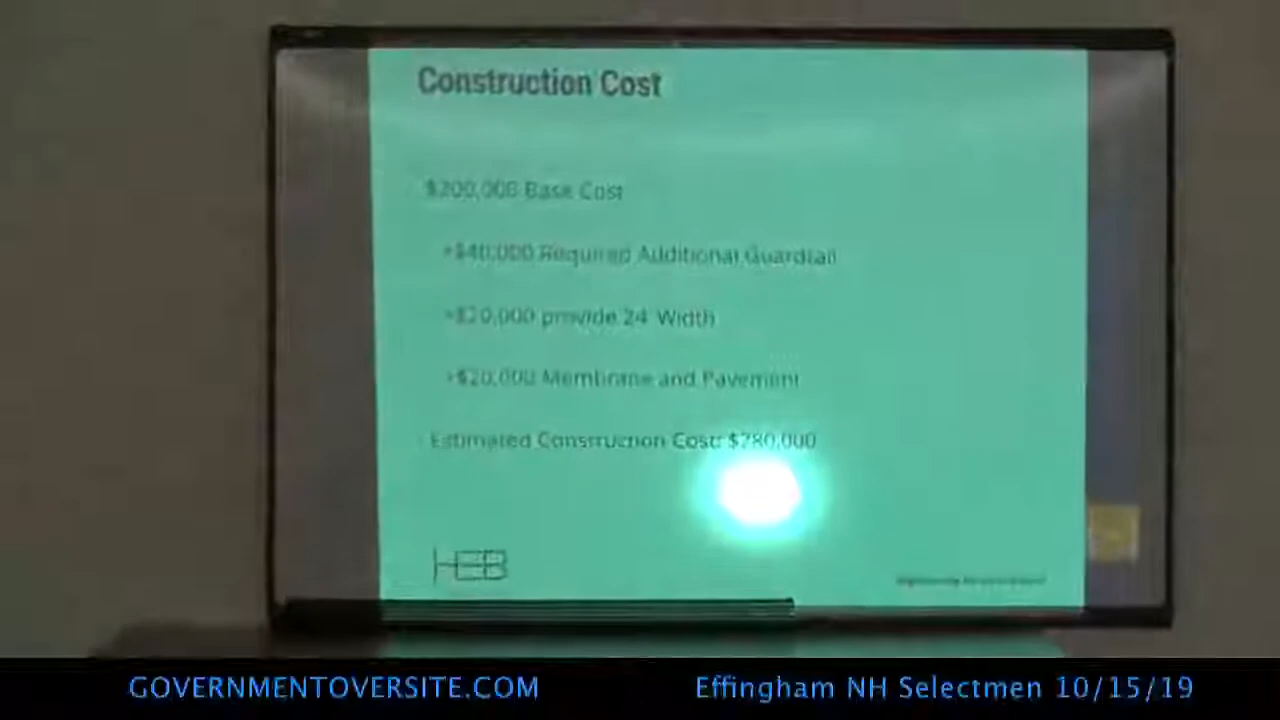 Construction Cost
$200,000 Base Cost
+$40,000 Required Additional Guardrail
+$20,000 provide 24' Width
+$20,000 Membrane and Pavement
Estimated Construction Cost: $280,000
HEB
GOVERNMENTOVERSITE.COM
Effingham NH Selectmen 10/15/19